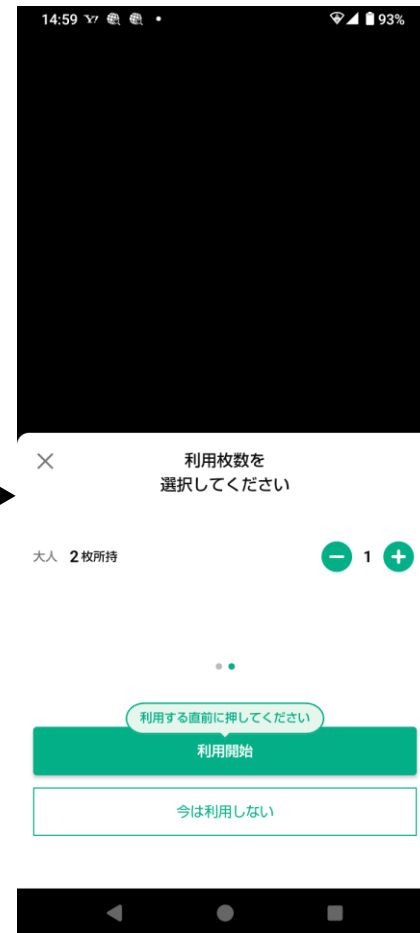 14:59 Y! 93%
利用枚数を
選択してください
大人 2枚所持 1
利用する直前に押してください
利用開始
今は利用しない